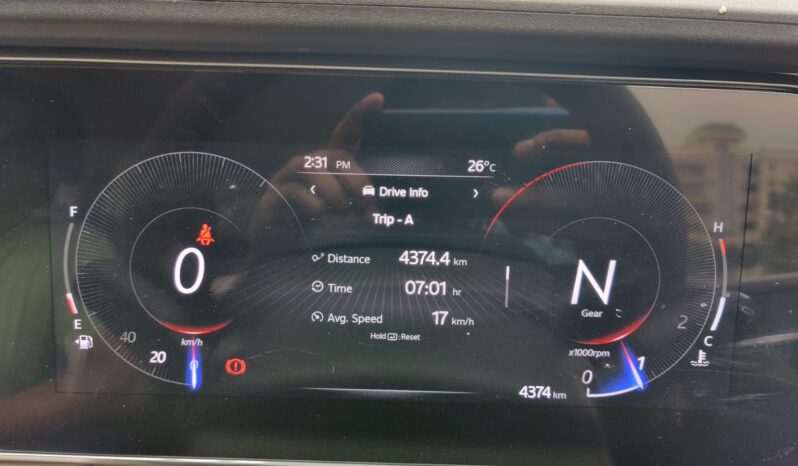 2:31 PM 26°C
< Drive Info >
Trip - A
Distance 4374.4 km
Time 07:01 hr
Avg. Speed 17 km/h
Hold :Reset
4374 km
F
E
0
40
20
0
km/h
N
Gear
x1000rpm
0
1
2
H
C